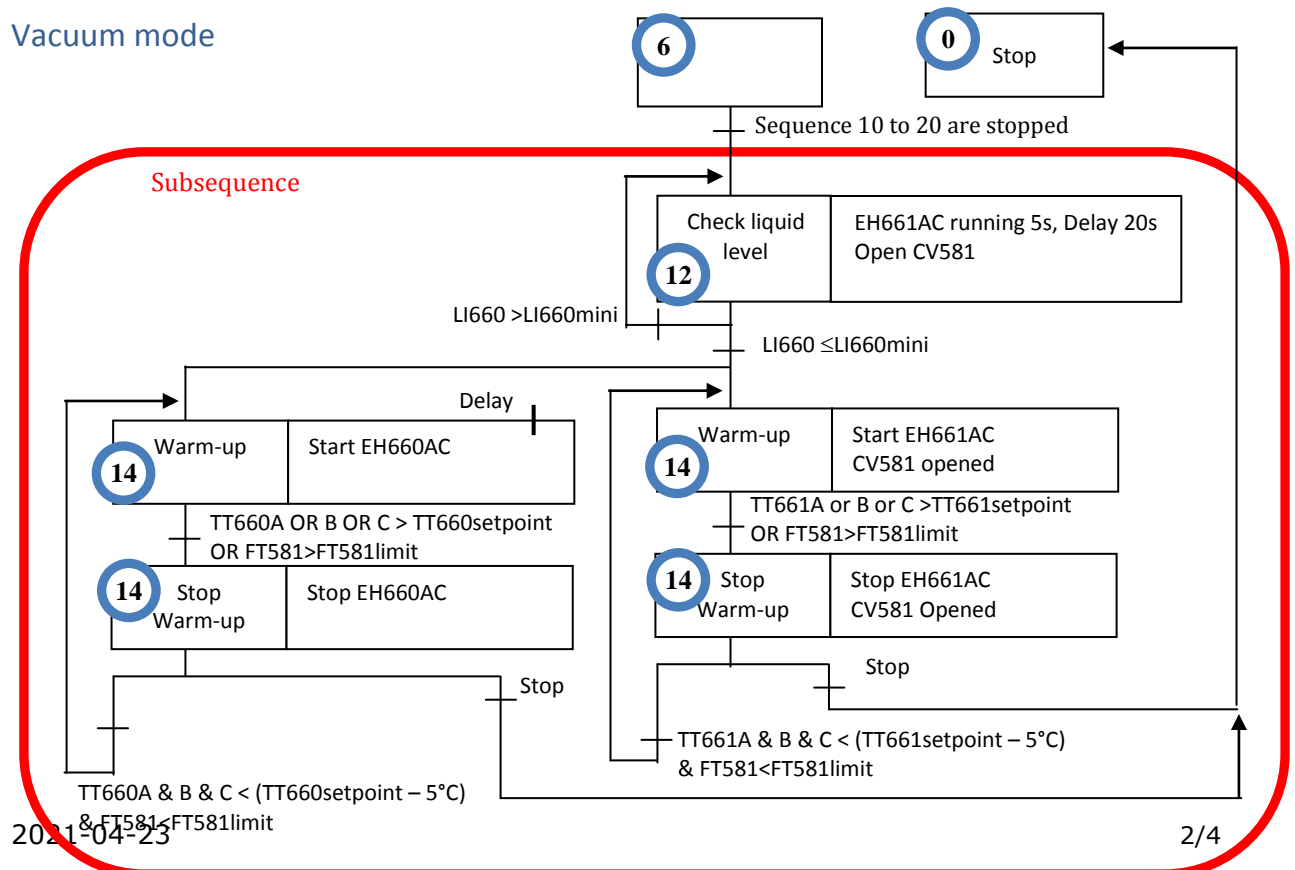 Vacuum mode
6
0
Stop
Sequence 10 to 20 are stopped
Subsequence
Check liquid
level
12
EH661AC running 5s, Delay 20s
Open CV581
LI660 >LI660mini
LI660 ≤LI660mini
Delay
Warm-up
14
Start EH660AC
Warm-up
14
Start EH661AC
CV581 opened
TT660A OR B OR C > TT660setpoint
OR FT581>FT581limit
TT661A or B or C >TT661setpoint
OR FT581>FT581limit
14
Stop
Warm-up
Stop EH660AC
14
Stop
Warm-up
Stop EH661AC
CV581 Opened
Stop
Stop
TT661A & B & C < (TT661setpoint – 5°C)
& FT581<FT581limit
TT660A & B & C < (TT660setpoint – 5°C)
& FT581<FT581limit
2021-04-23
2/4